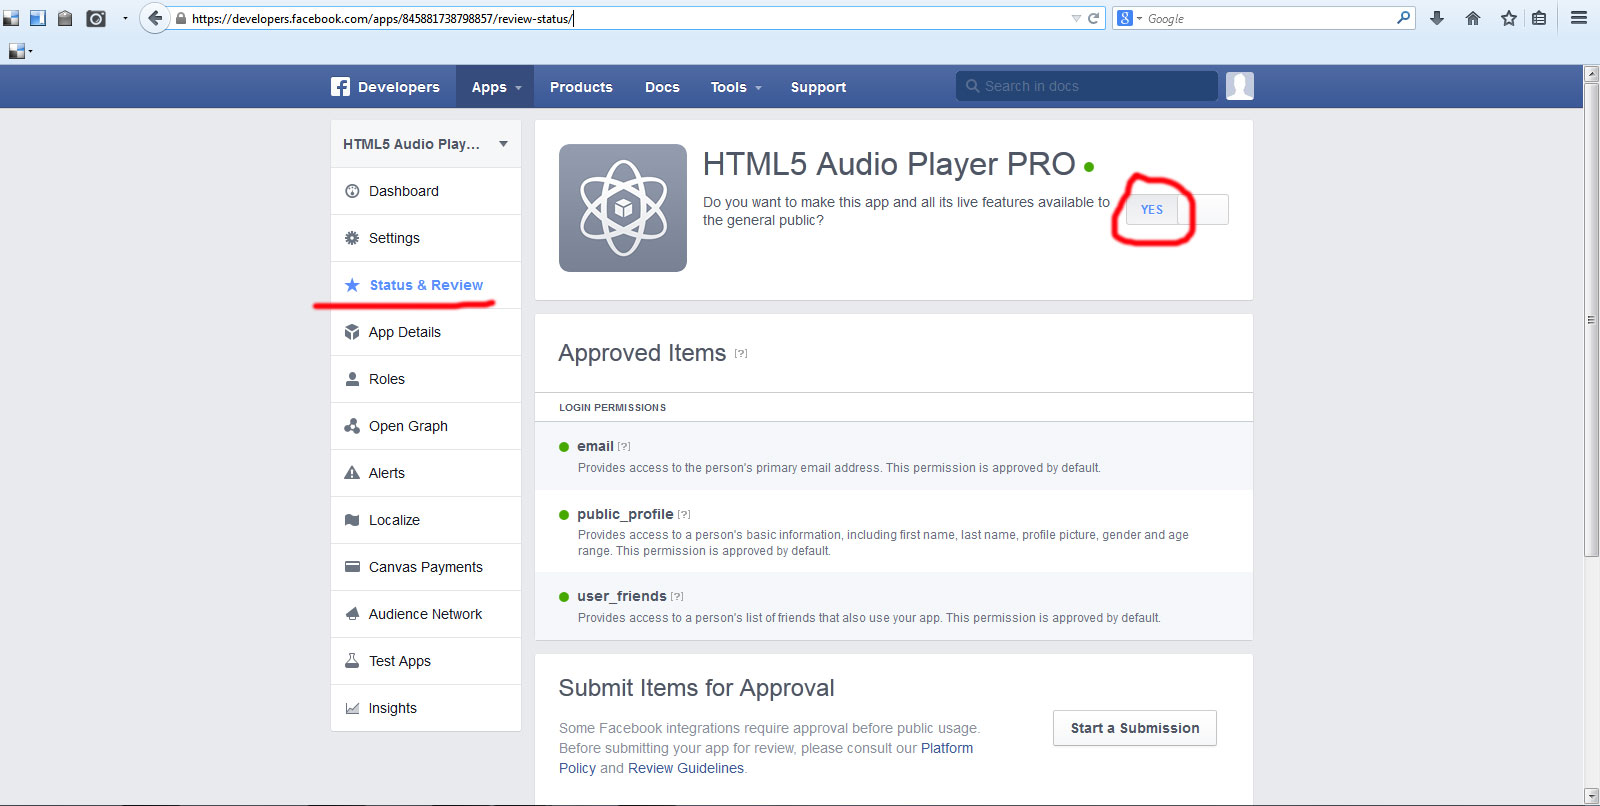 https://developers.facebook.com/apps/845881738798857/review-status/
Google
Developers
Apps
Products
Docs
Tools
Support
Search in docs
HTML5 Audio Play...
Dashboard
Settings
Status & Review
App Details
Roles
Open Graph
Alerts
Localize
Canvas Payments
Audience Network
Test Apps
Insights
HTML5 Audio Player PRO
Do you want to make this app and all its live features available to
the general public?
YES
Approved Items [?]
LOGIN PERMISSIONS
email [?]
Provides access to the person's primary email address. This permission is approved by default.
public_profile [?]
Provides access to a person's basic information, including first name, last name, profile picture, gender and age
range. This permission is approved by default.
user_friends [?]
Provides access to a person's list of friends that also use your app. This permission is approved by default.
Submit Items for Approval
Some Facebook integrations require approval before public usage.
Before submitting your app for review, please consult our Platform
Policy and Review Guidelines.
Start a Submission